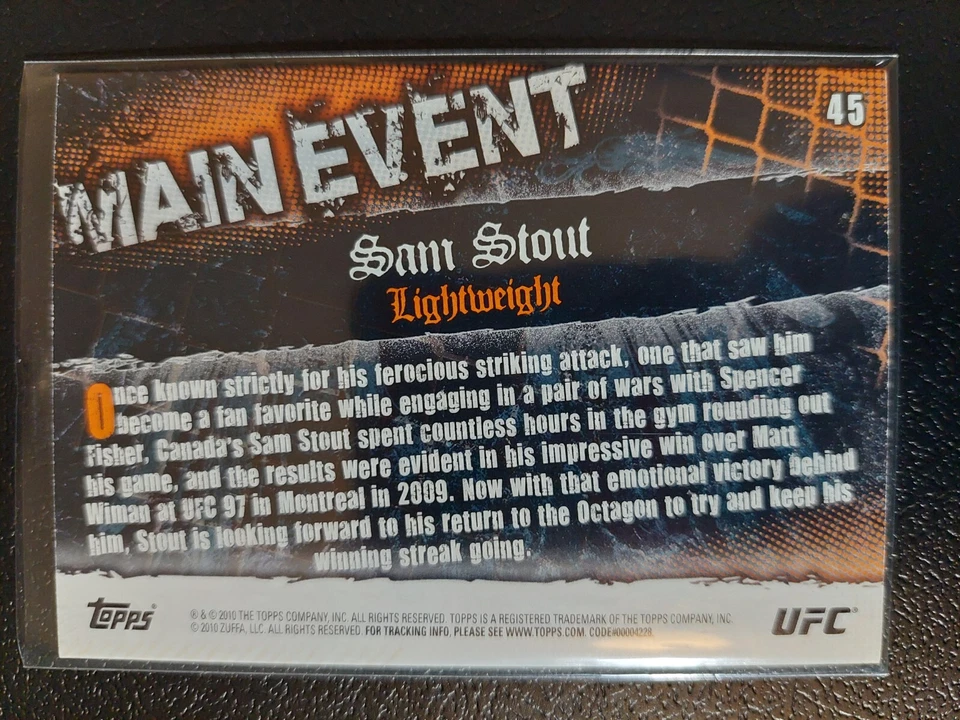 MAIN EVENT
45
Sam Stout
Lightweight
Once known strictly for his ferocious striking attack, one that saw him
become a fan favorite while engaging in a pair of wars with Spencer
Fisher, Canada's Sam Stout spent countless hours in the gym rounding out
his game, and the results were evident in his impressive win over Matt
Wiman at UFC 97 in Montreal in 2009. Now with that emotional victory behind
him, Stout is looking forward to his return to the Octagon to try and keep his
winning streak going.
topps®
® & © 2010 THE TOPPS COMPANY, INC. ALL RIGHTS RESERVED. TOPPS IS A REGISTERED TRADEMARK OF THE TOPPS COMPANY, INC.
© 2010 ZUFFA, LLC. ALL RIGHTS RESERVED. FOR TRACKING INFO, PLEASE SEE WWW.TOPPS.COM. CODE#00004228.
UFC®